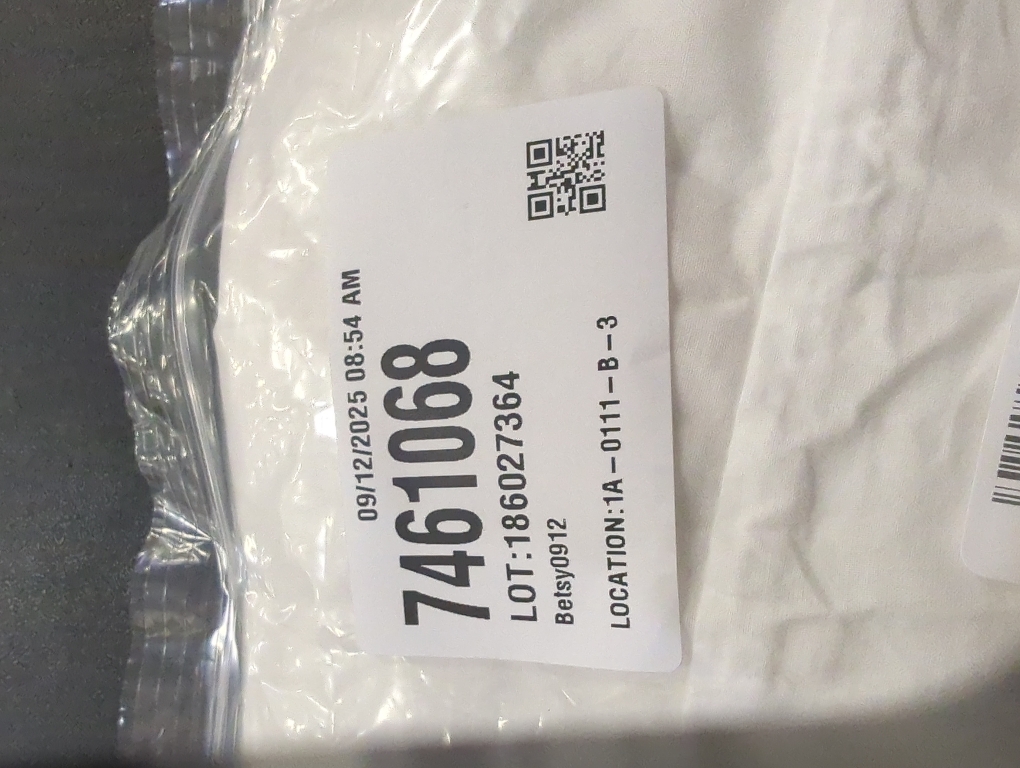 09/12/2025 08:54 AM
7461068
LOT:186027364
Betsy0912
LOCATION:1A-0111-B-3